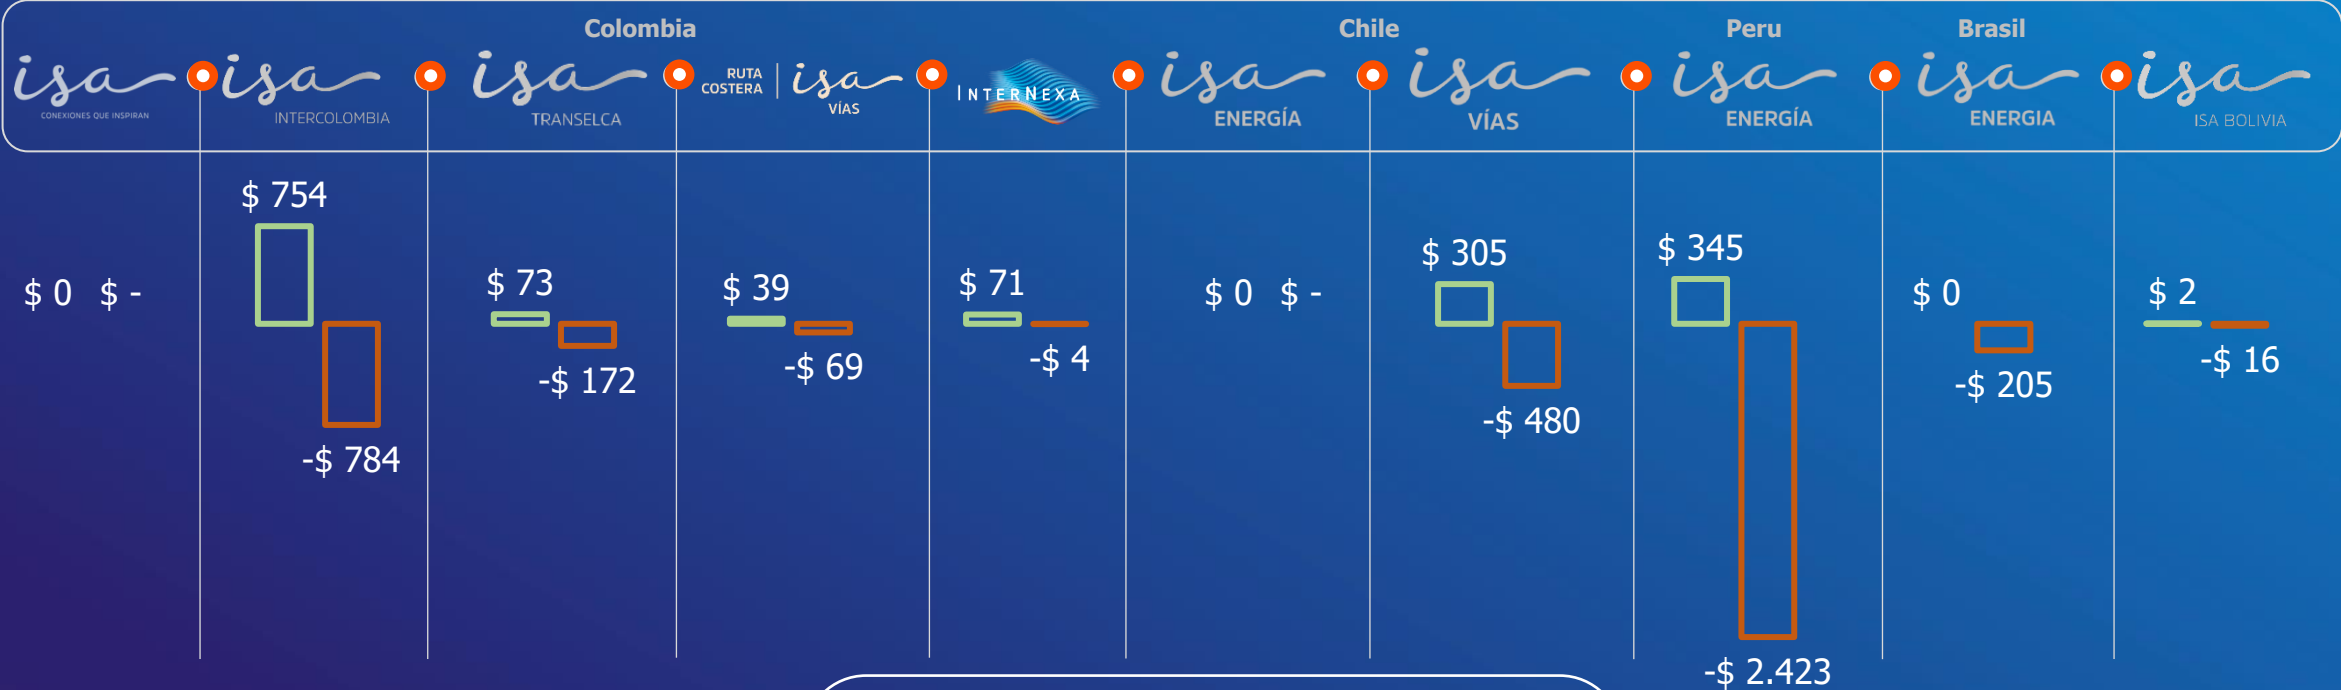 Colombia
Chile
Peru
Brasil
isa
CONEXIONES QUE INSPIRAN
isa
INTERCOLOMBIA
isa
TRANSELCA
RUTA
COSTERA
isa
VÍAS
INTERNEXA
isa
ENERGÍA
isa
VÍAS
isa
ENERGÍA
isa
ENERGIA
isa
ISA BOLIVIA
$ 0 $ -
$ 754
-$ 784
$ 73
-$ 172
$ 39
-$ 69
$ 71
-$ 4
$ 0 $ -
$ 305
-$ 480
$ 345
-$ 2.423
$ 0
-$ 205
$ 2
-$ 16